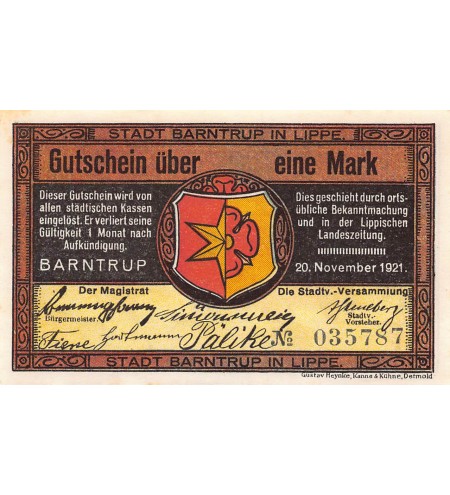 STADT BARNTRUP IN LIPPE.
Gutschein über eine Mark
Dieser Gutschein wird von
allen städtischen Kassen
eingelöst. Er verliert seine
Gültigkeit 1 Monat nach
Aufkündigung.
BARNTRUP
Dies geschieht durch orts-
übliche Bekanntmachung
und in der Lippischen
Landeszeitung.
20. November 1921.
Der Magistrat
Die Stadtv.-Versammlung
Bürgermeister.
Stadtv.-
Vorsteher.
Hartmann
Pälike
№ 035787
STADT BARNTRUP IN LIPPE.
Gustav Heynke, Kanne & Kühne, Detmold